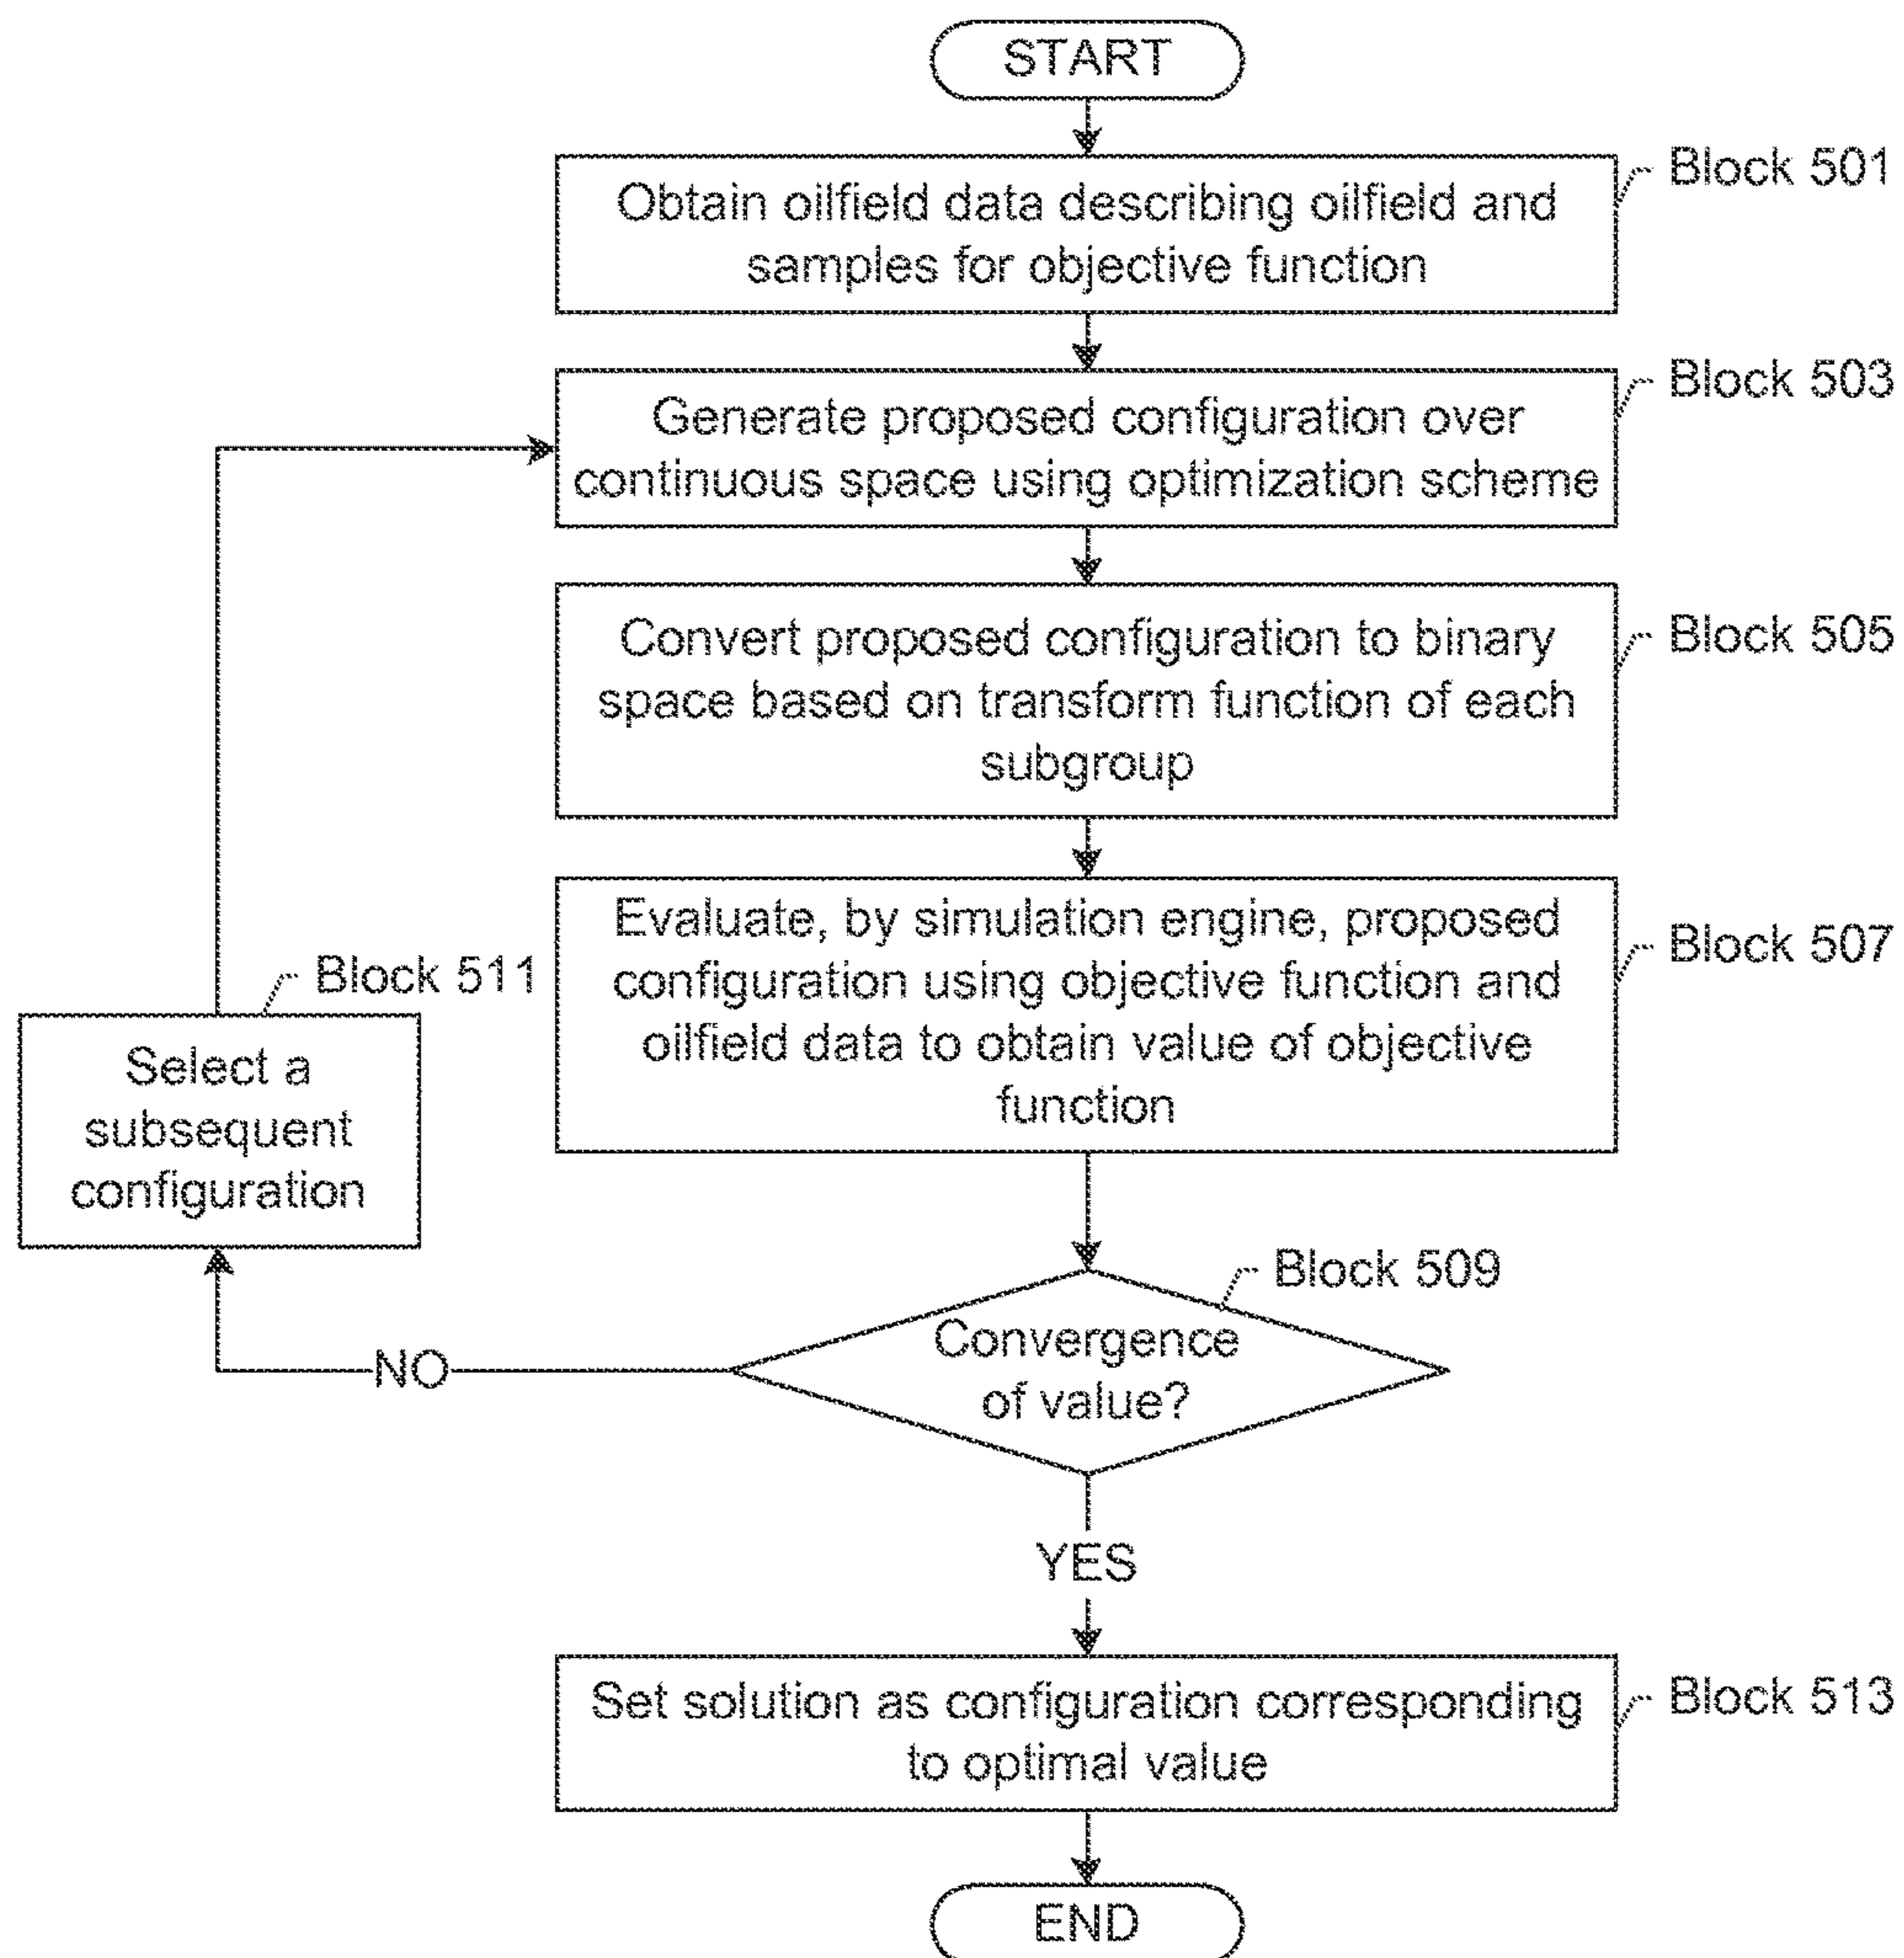 START
Block 501
Obtain oilfield data describing oilfield and
samples for objective function
Block 503
Generate proposed configuration over
continuous space using optimization scheme
Block 505
Convert proposed configuration to binary
space based on transform function of each
subgroup
Block 507
Evaluate, by simulation engine, proposed
configuration using objective function and
oilfield data to obtain value of objective
function
Block 511
Select a
subsequent
configuration
Block 509
Convergence
of value?
NO
YES
Block 513
Set solution as configuration corresponding
to optimal value
END